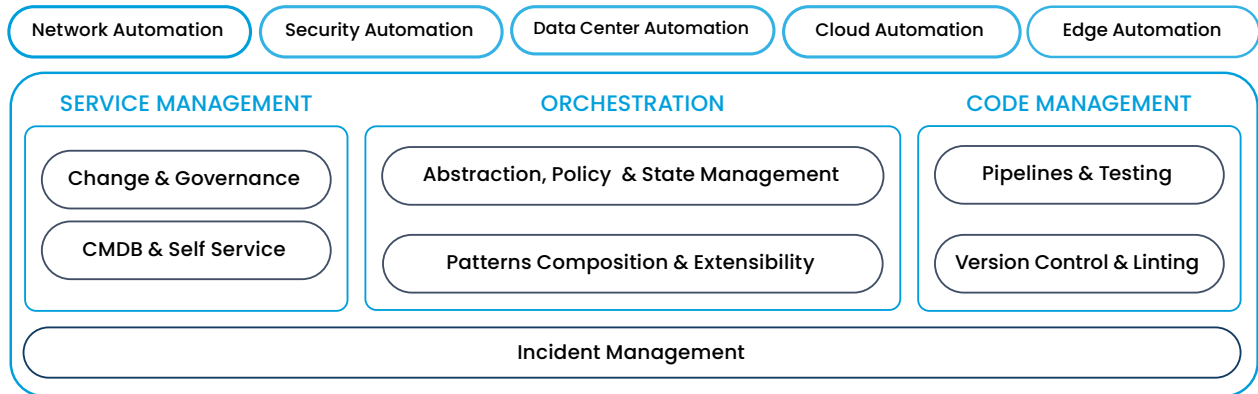 Network Automation
Security Automation
Data Center Automation
Cloud Automation
Edge Automation
SERVICE MANAGEMENT
ORCHESTRATION
CODE MANAGEMENT
Change & Governance
CMDB & Self Service
Abstraction, Policy & State Management
Patterns Composition & Extensibility
Pipelines & Testing
Version Control & Linting
Incident Management